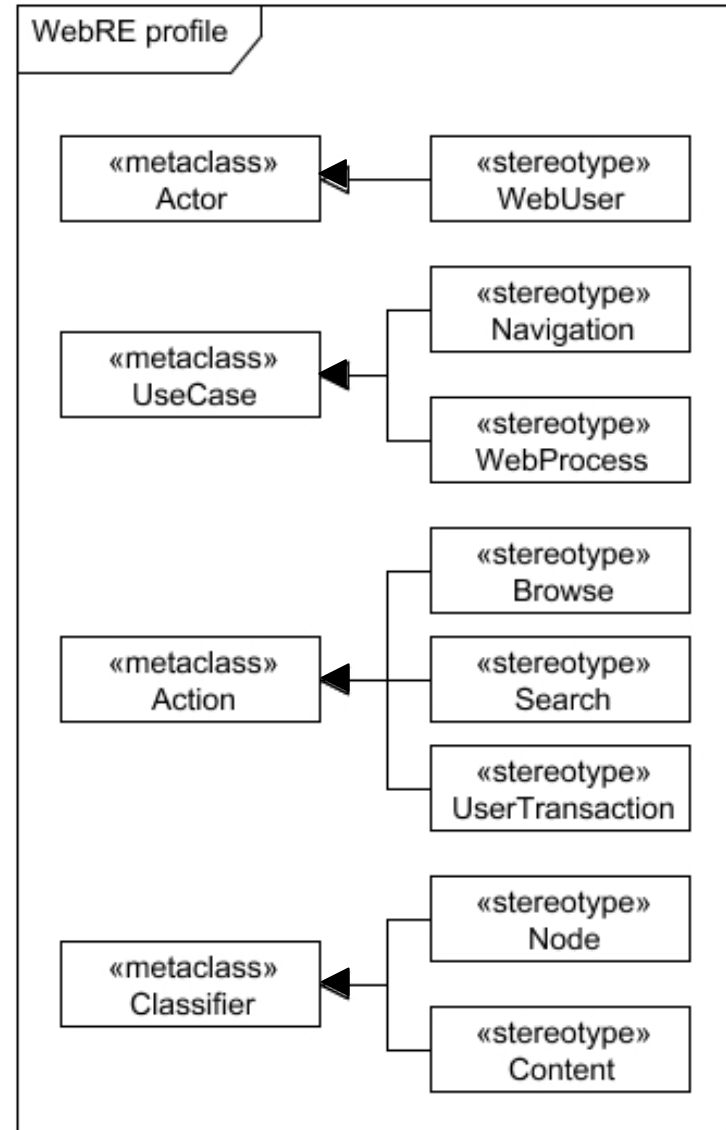 WebRE profile
«metaclass»
Actor
«stereotype»
WebUser
«metaclass»
UseCase
«stereotype»
Navigation
«stereotype»
WebProcess
«metaclass»
Action
«stereotype»
Browse
«stereotype»
Search
«stereotype»
UserTransaction
«metaclass»
Classifier
«stereotype»
Node
«stereotype»
Content